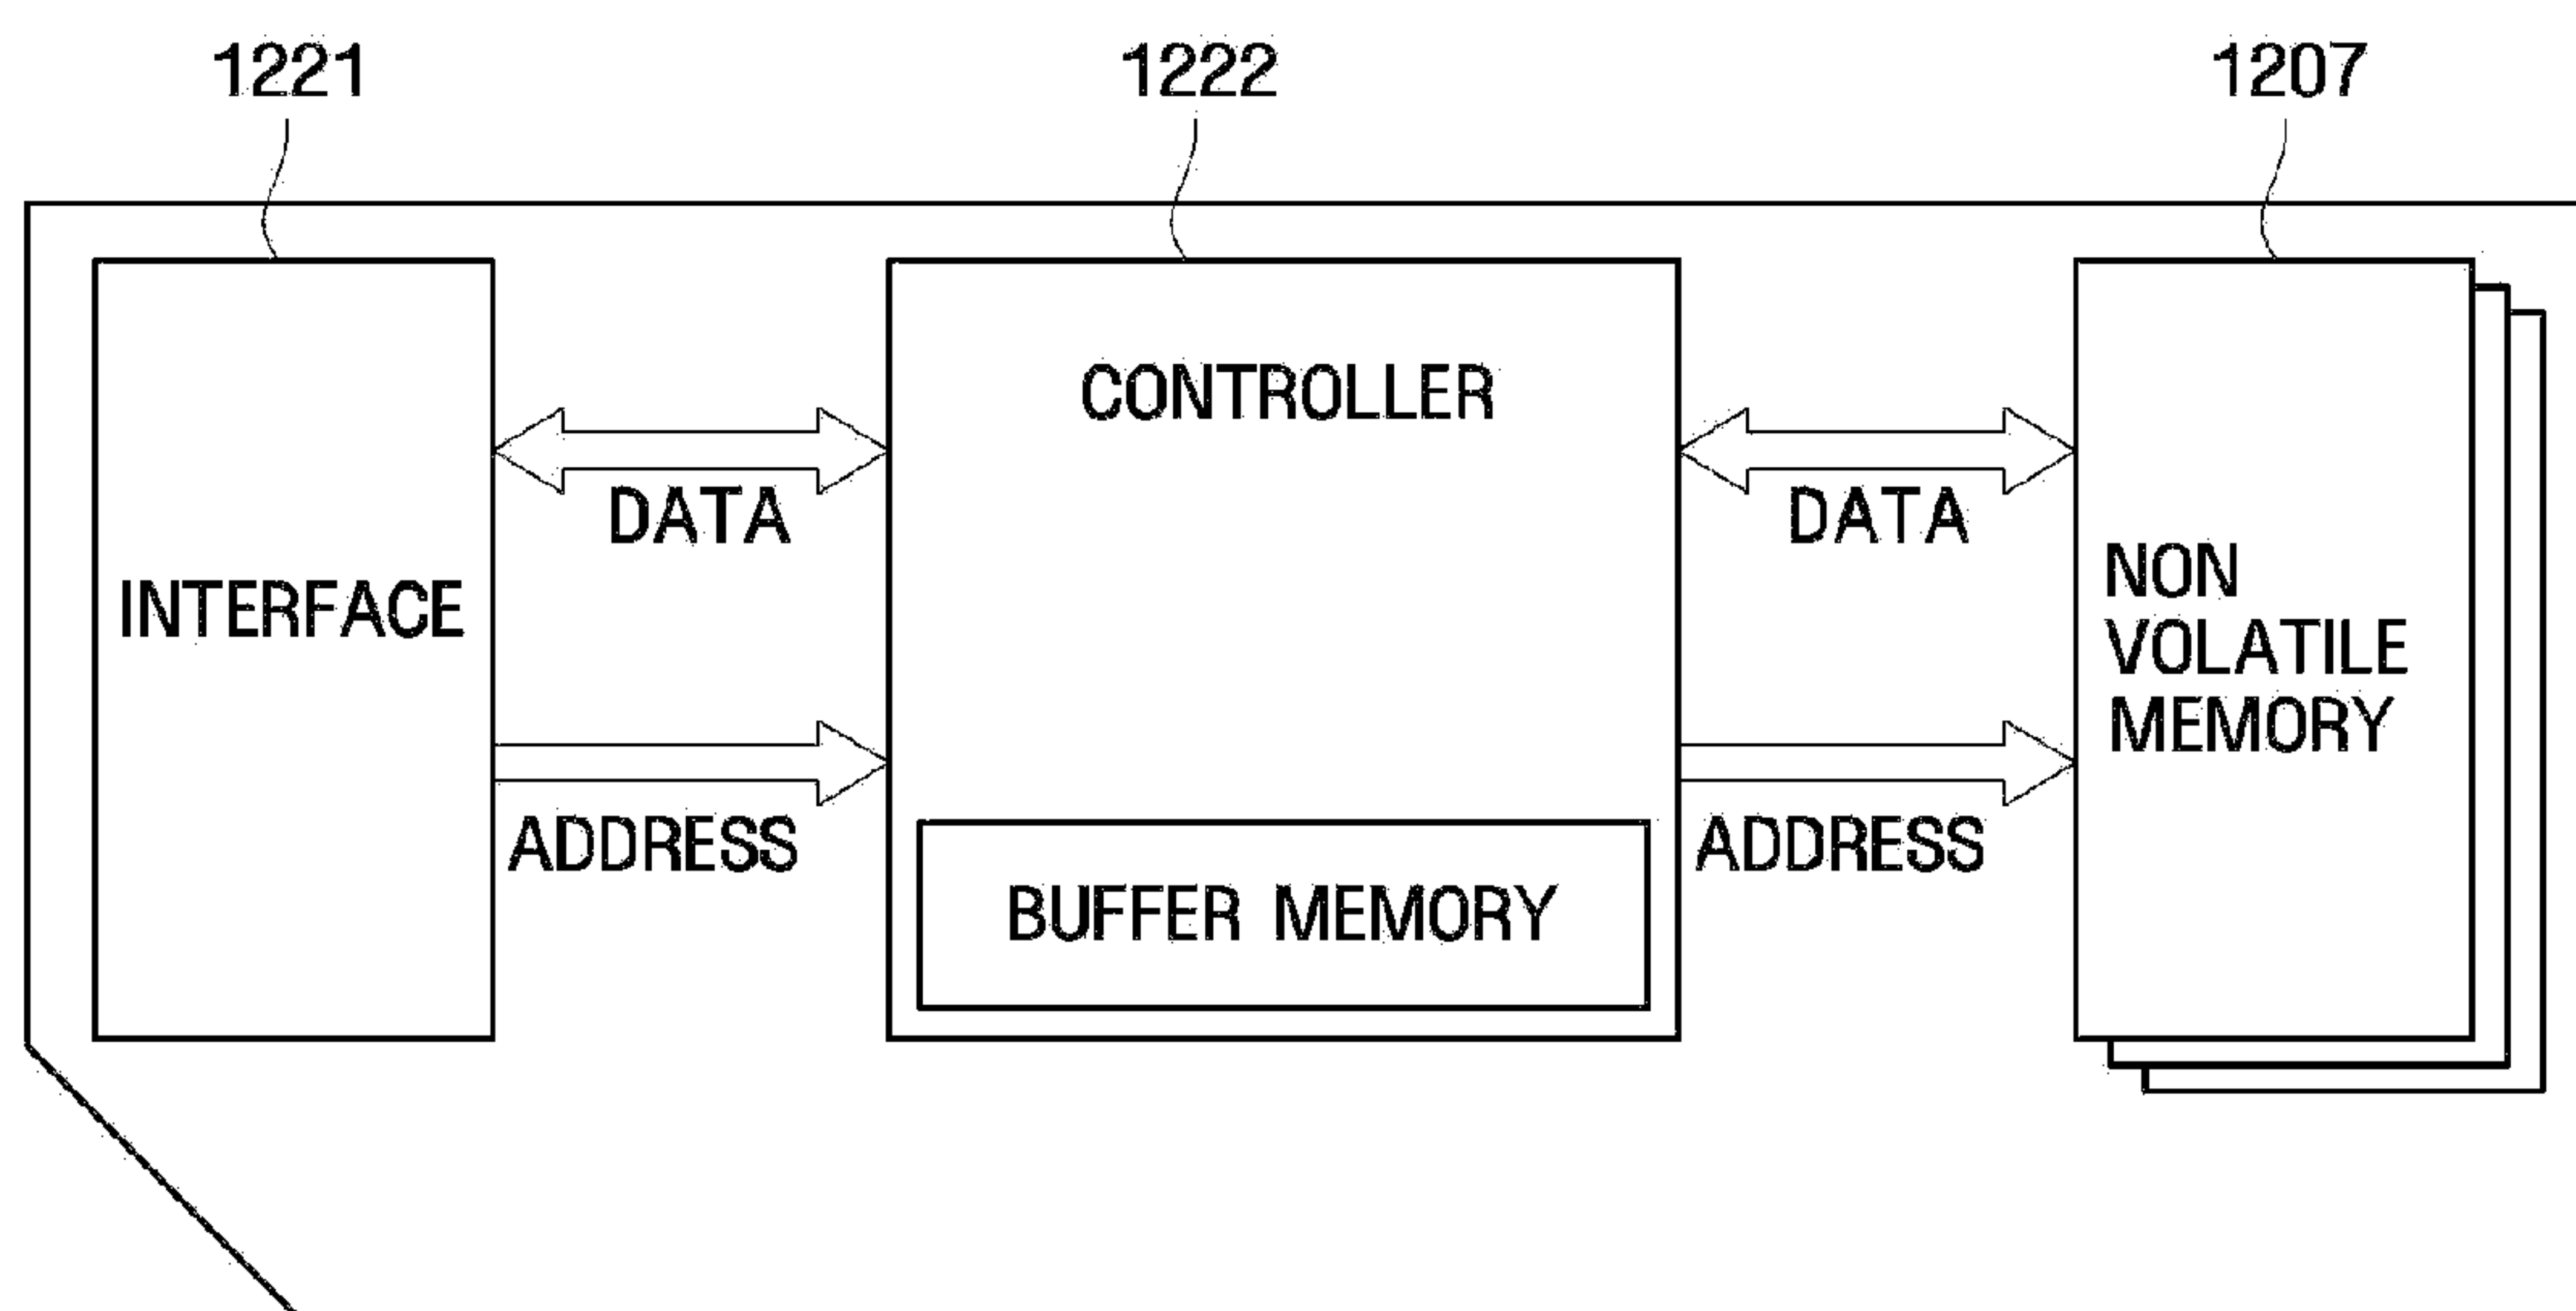 1221
1222
1207
INTERFACE
DATA
ADDRESS
CONTROLLER
BUFFER MEMORY
DATA
ADDRESS
NON
VOLATILE
MEMORY